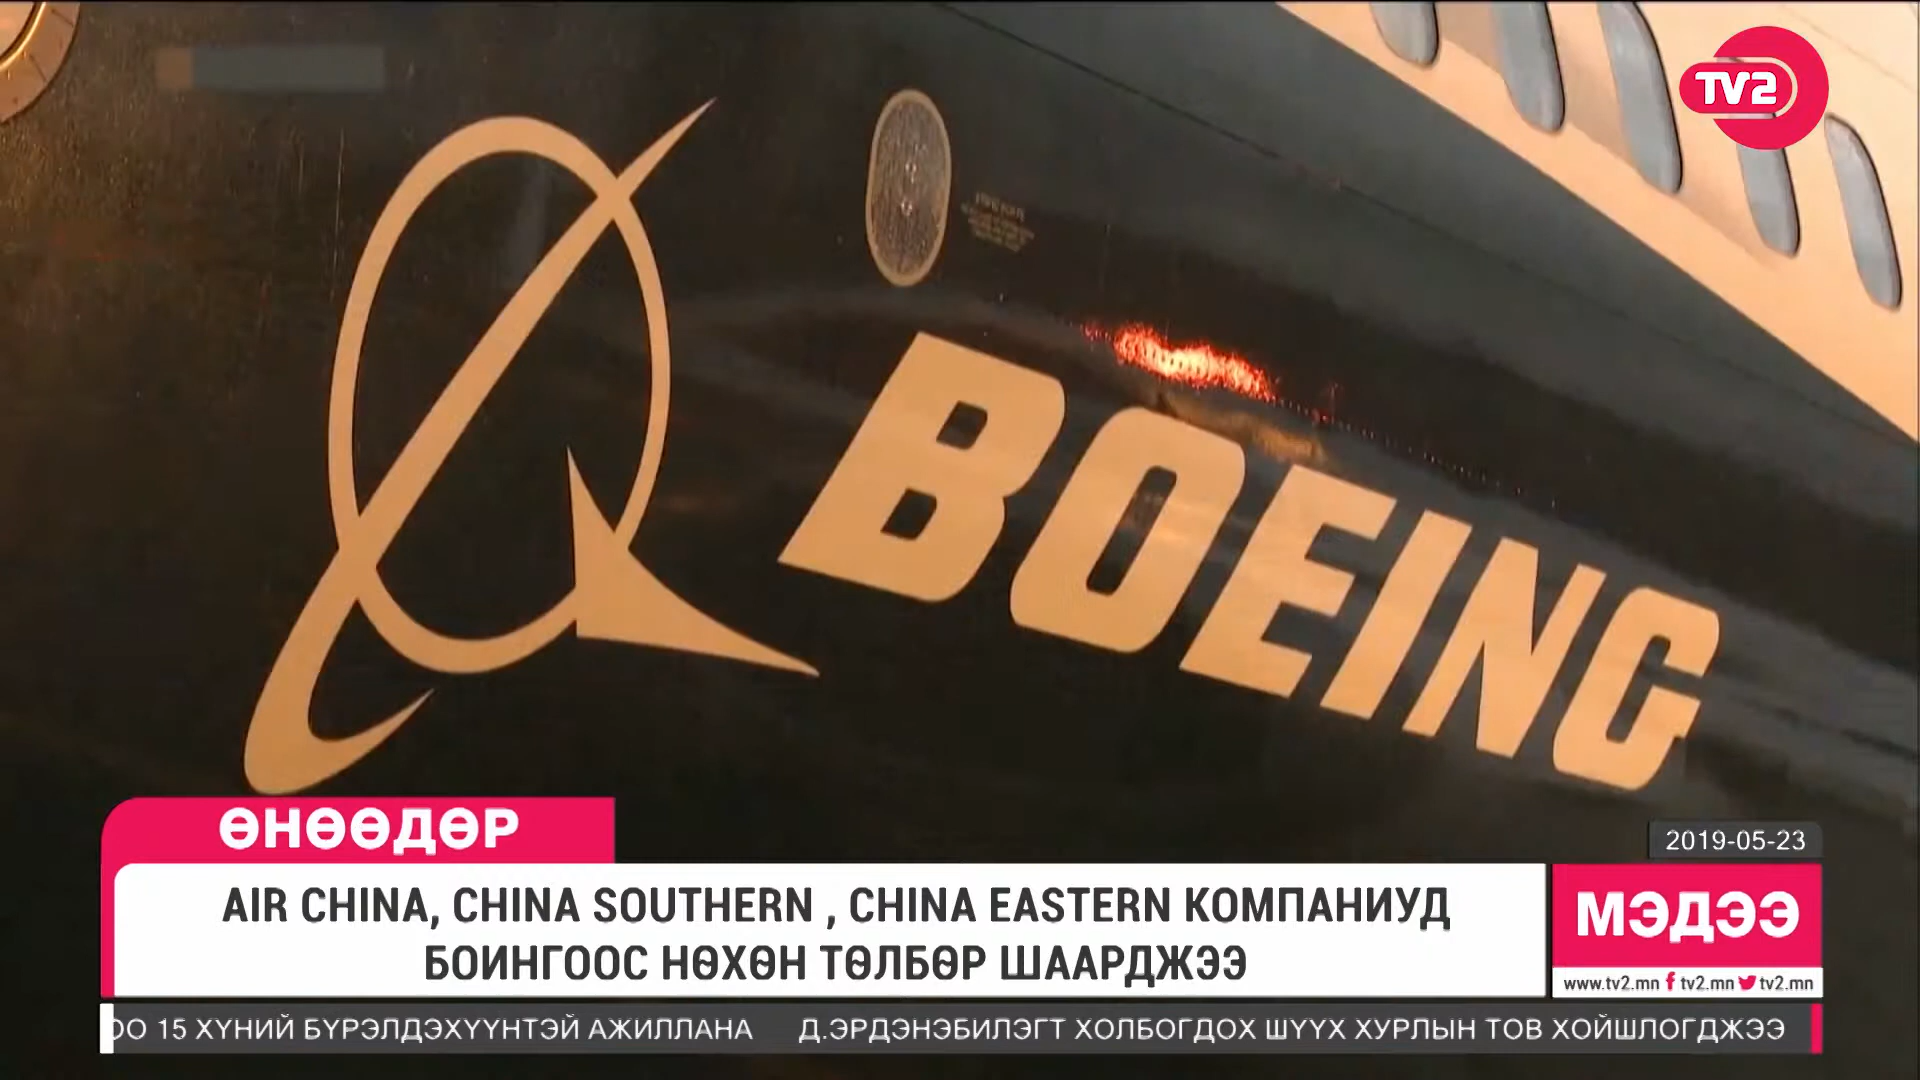 TV2
BOEING
ӨНӨӨДӨР
2019-05-23
AIR CHINA, CHINA SOUTHERN , CHINA EASTERN КОМПАНИУД
БОИНГООС НӨХӨН ТӨЛБӨР ШААРДЖЭЭ
МЭДЭЭ
www.tv2.mn tv2.mn tv2.mn
15 ХҮНИЙ БҮРЭЛДЭХҮҮНТЭЙ АЖИЛЛАНА Д.ЭРДЭНЭБИЛЭГТ ХОЛБОГДОХ ШҮҮХ ХУРЛЫН ТОВ ХОЙШЛОГДЖЭЭ